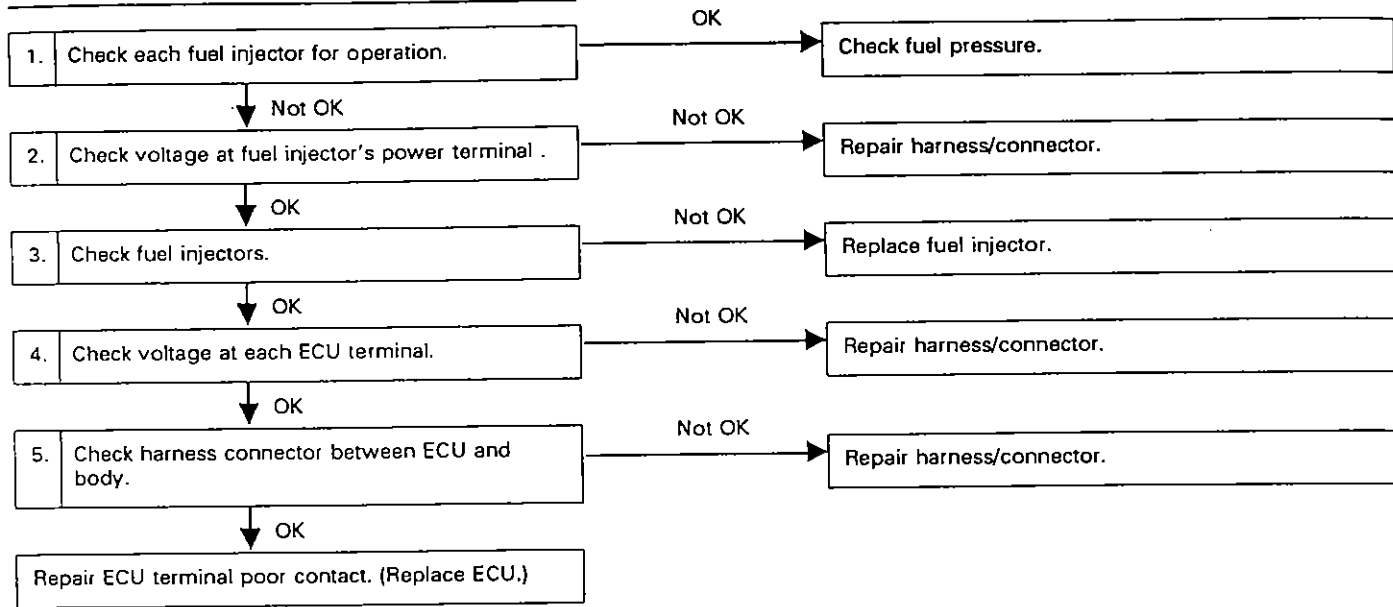 1. Check each fuel injector for operation.
OK
Check fuel pressure.
Not OK
2. Check voltage at fuel injector's power terminal .
Not OK
Repair harness/connector.
OK
3. Check fuel injectors.
Not OK
Replace fuel injector.
OK
4. Check voltage at each ECU terminal.
Not OK
Repair harness/connector.
OK
5. Check harness connector between ECU and
body.
Not OK
Repair harness/connector.
OK
Repair ECU terminal poor contact. (Replace ECU.)